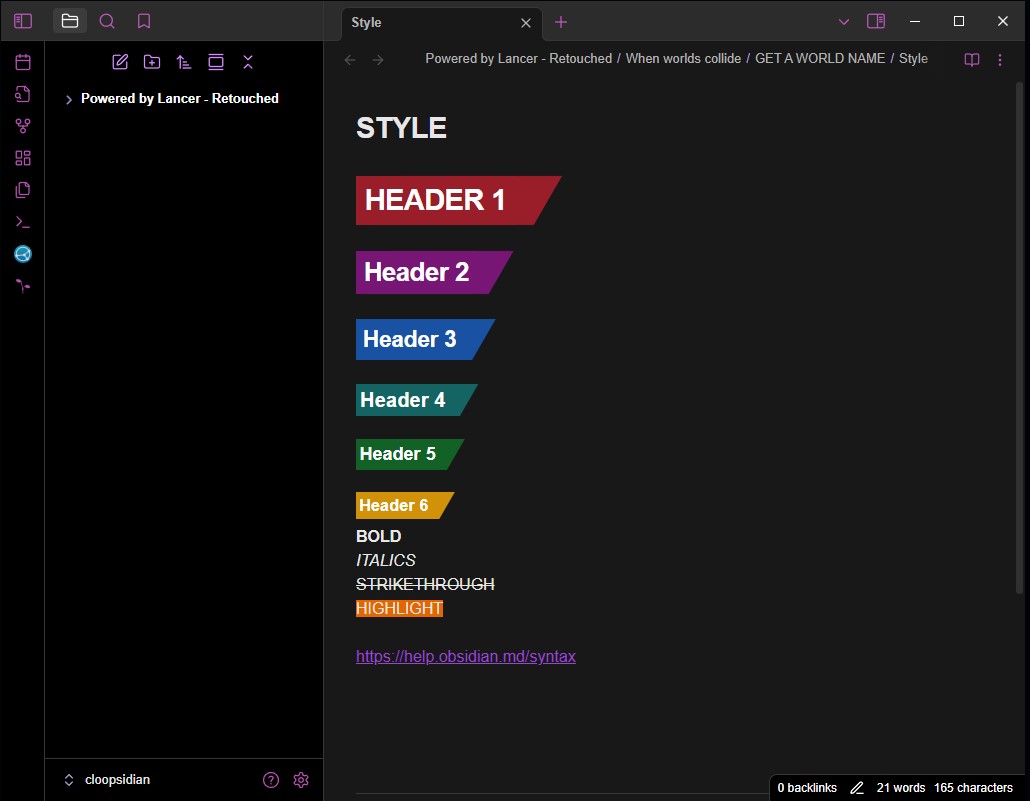 Style
Powered by Lancer - Retouched / When worlds collide / GET A WORLD NAME / Style
Powered by Lancer - Retouched
STYLE
HEADER 1
Header 2
Header 3
Header 4
Header 5
Header 6
BOLD
ITALICS
STRIKETHROUGH
HIGHLIGHT
https://help.obsidian.md/syntax
cloopsidian
0 backlinks 21 words 165 characters